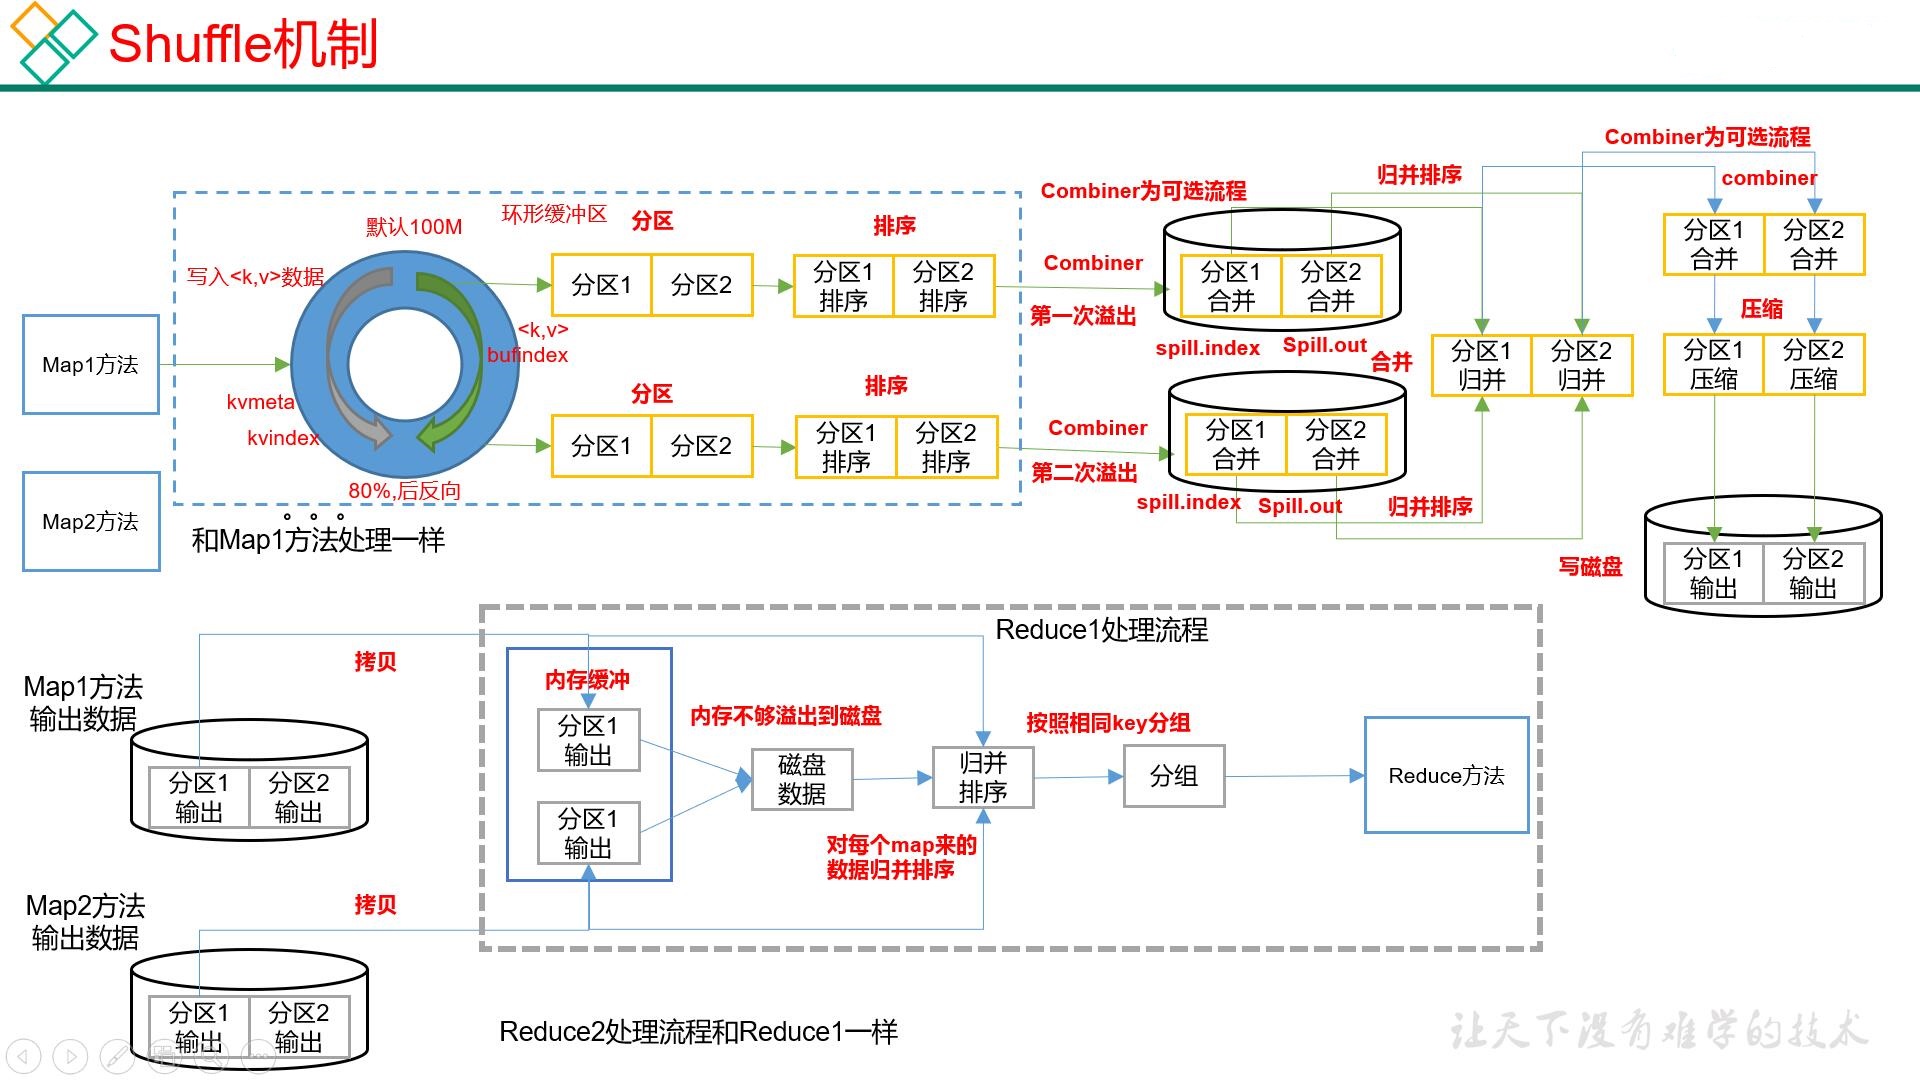 Shuffle机制
Combiner为可选流程
归并排序
combiner
Combiner为可选流程
环形缓冲区
分区
排序
默认100M
写入<k,v>数据
分区1
分区2
分区1
排序
分区2
排序
Combiner
第一次溢出
分区1
合并
分区2
合并
分区1
合并
分区2
合并
压缩
<k,v>
bufindex
Map1方法
spill.index
Spill.out
合并
分区1
归并
分区2
归并
分区1
压缩
分区2
压缩
kvmeta
kvindex
分区
排序
分区1
分区2
分区1
排序
分区2
排序
Combiner
第二次溢出
分区1
合并
分区2
合并
80%,后反向
spill.index
Spill.out
归并排序
Map2方法
。。。
和Map1方法处理一样
写磁盘
分区1
输出
分区2
输出
Reduce1处理流程
拷贝
Map1方法
输出数据
分区1
输出
分区2
输出
内存缓冲
分区1
输出
分区1
输出
内存不够溢出到磁盘
磁盘
数据
归并
排序
对每个map来的
数据归并排序
按照相同key分组
分组
Reduce方法
Map2方法
输出数据
拷贝
分区1
输出
分区2
输出
Reduce2处理流程和Reduce1一样
让天下没有难学的技术